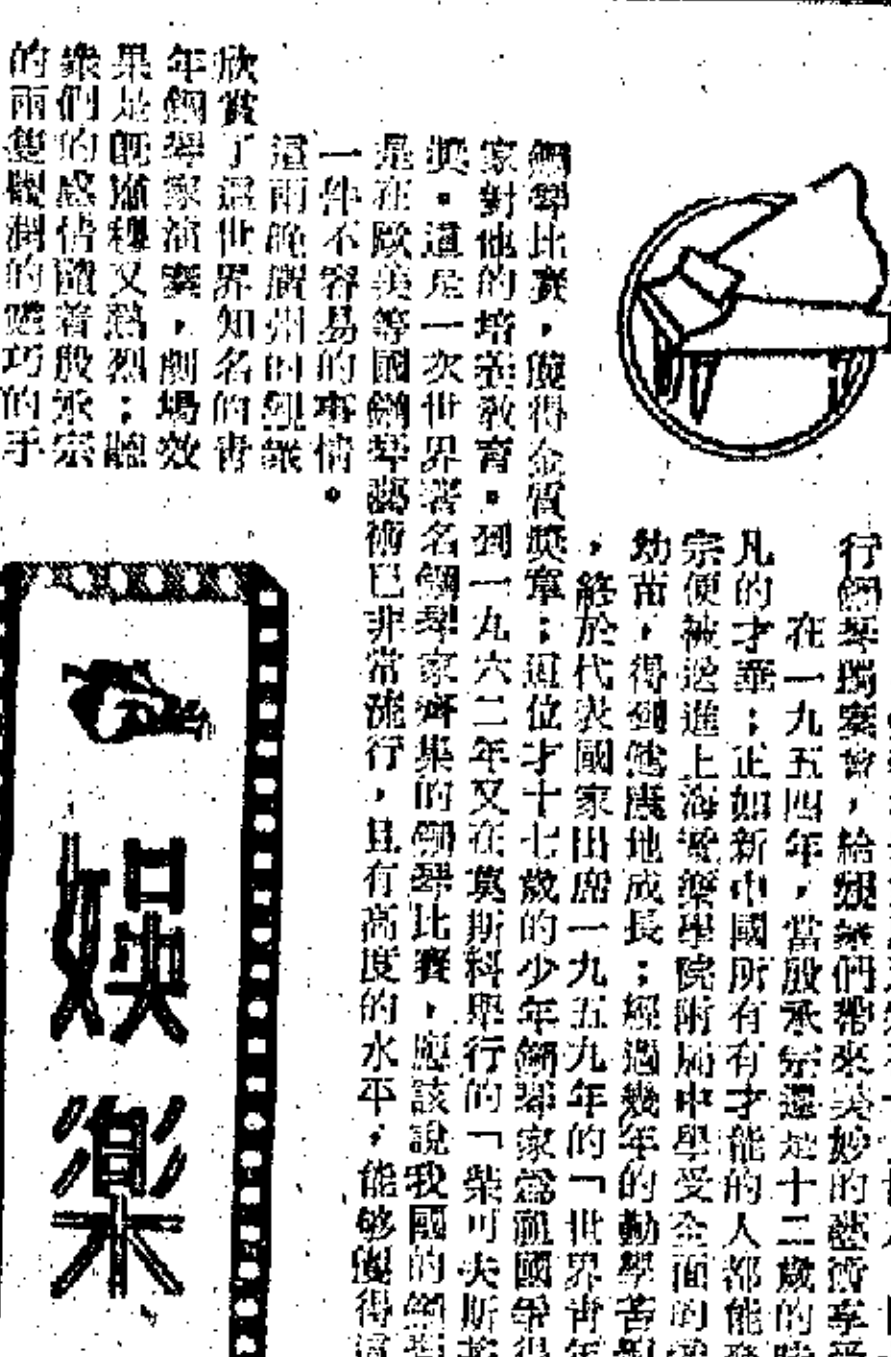 行鋼琴獨奏會，給觀眾們帶來美妙的藝術享受
在一九五四年，當殷承宗還是十二歲的時
凡的才華；正如新中國所有有才能的人都能發
宗便被送進上海音樂學院附屬中學受全面的
幼苗，得到他應地成長；經過幾年的勤學苦
，終於代表國家出席一九五九年的「世界青年
鋼琴比賽，獲得金質獎章；這位才十七歲的少年鋼琴家為祖國爭得
家對他的培養教育。到一九六二年又在莫斯科舉行的「柴可夫斯
獎。這是一次世界著名鋼琴家齊集的鋼琴比賽，應該說我國的鋼
是在歐美等國鋼琴藝術已非常流行，且有高度的水平，能够獲得這
一件不容易的事情。
這兩晚廣州的觀眾
欣賞了這世界知名的青
年鋼琴家演奏，劇場效
果是既肅穆又熱烈；聽
衆們的感情隨着殷承宗
的兩隻的靈巧的手
娛樂